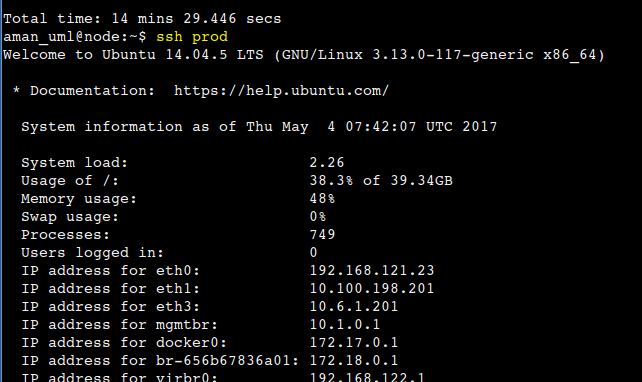 Total time: 14 mins 29.446 secs
aman_uml@node:~$ ssh prod
Welcome to Ubuntu 14.04.5 LTS (GNU/Linux 3.13.0-117-generic x86_64)
* Documentation:  https://help.ubuntu.com/
System information as of Thu May  4 07:42:07 UTC 2017
System load:                    2.26
Usage of /:                     38.3% of 39.34GB
Memory usage:                   48%
Swap usage:                     0%
Processes:                      749
Users logged in:                0
IP address for eth0:            192.168.121.23
IP address for eth1:            10.100.198.201
IP address for eth3:            10.6.1.201
IP address for mgmtbr:          10.1.0.1
IP address for docker0:         172.17.0.1
IP address for br-656b67836a01: 172.18.0.1
IP address for virbr0:          192.168.122.1